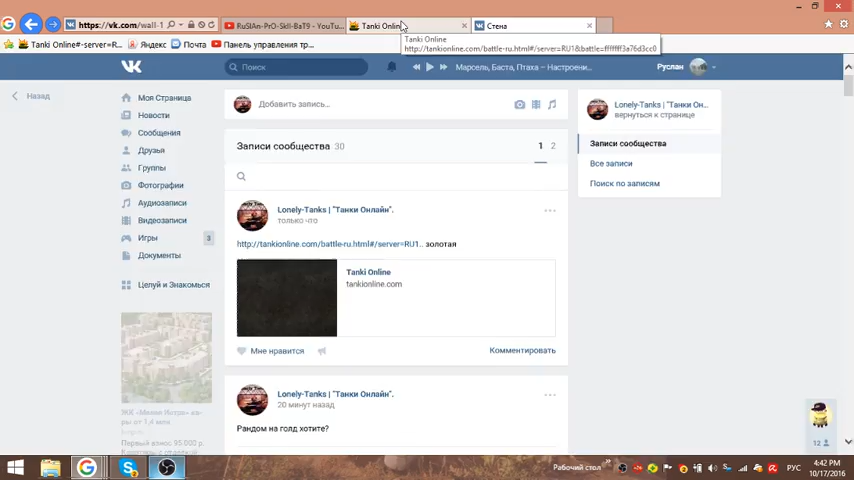 https://vk.com/wall-1
RuSIAn-PrO-SkIl-BaT9 - YouTu...
Tanki Online
Стена
Tanki Online
http://tankionline.com/battle-ru.html#/server=RU1&battle=fffffff3a76d3cc0
Tanki Online#-server=R...
Яндекс
Почта
Панель управления тр...
Поиск
Марсель, Баста, Птаха – Настроени...
Руслан
Назад
Моя Страница
Новости
Сообщения
Друзья
Группы
Фотографии
Аудиозаписи
Видеозаписи
Игры 3
Документы
Целуй и Знакомься
Добавить запись...
Записи сообщества 30
1 2
Lonely-Tanks | "Танки Онлайн".
только что
http://tankionline.com/battle-ru.html#/server=RU1.. золотая
Tanki Online
tankionline.com
Мне нравится
Комментировать
Lonely-Tanks | "Танки Онлайн".
20 минут назад
Рандом на голд хотите?
Lonely-Tanks | "Танки Он...
вернуться к странице
Записи сообщества
Все записи
Поиск по записям
12
Рабочий стол
РУС
4:42 PM
10/17/2016